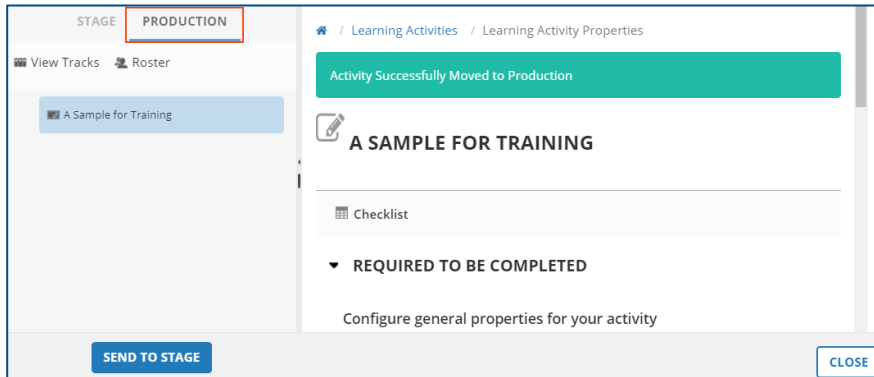 STAGE PRODUCTION
View Tracks Roster
A Sample for Training
/ Learning Activities / Learning Activity Properties
Activity Successfully Moved to Production
A SAMPLE FOR TRAINING
Checklist
REQUIRED TO BE COMPLETED
Configure general properties for your activity
SEND TO STAGE
CLOSE